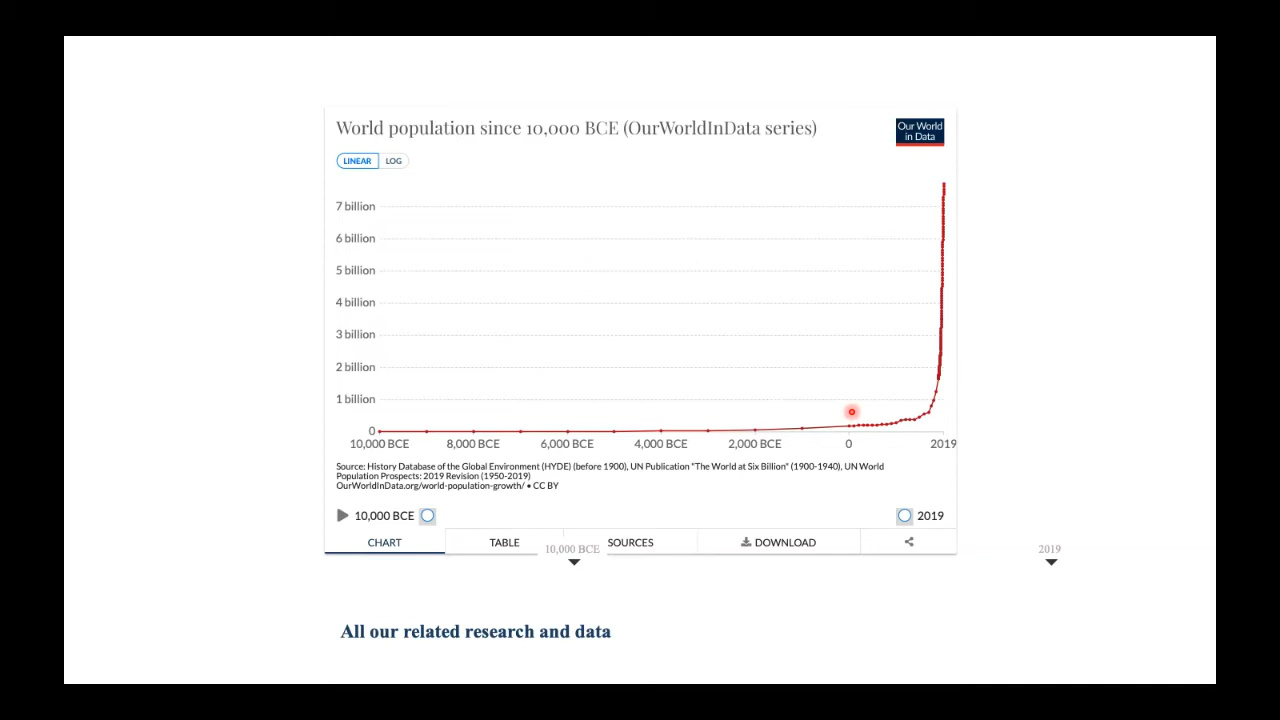 World population since 10,000 BCE (OurWorldInData series)
Our World
in Data
LINEAR LOG
7 billion
6 billion
5 billion
4 billion
3 billion
2 billion
1 billion
0
10,000 BCE 8,000 BCE 6,000 BCE 4,000 BCE 2,000 BCE 0 2019
Source: History Database of the Global Environment (HYDE) (before 1900), UN Publication "The World at Six Billion" (1900-1940), UN World
Population Prospects: 2019 Revision (1950-2019)
OurWorldInData.org/world-population-growth/ • CC BY
10,000 BCE 2019
CHART TABLE SOURCES DOWNLOAD
10,000 BCE 2019
All our related research and data